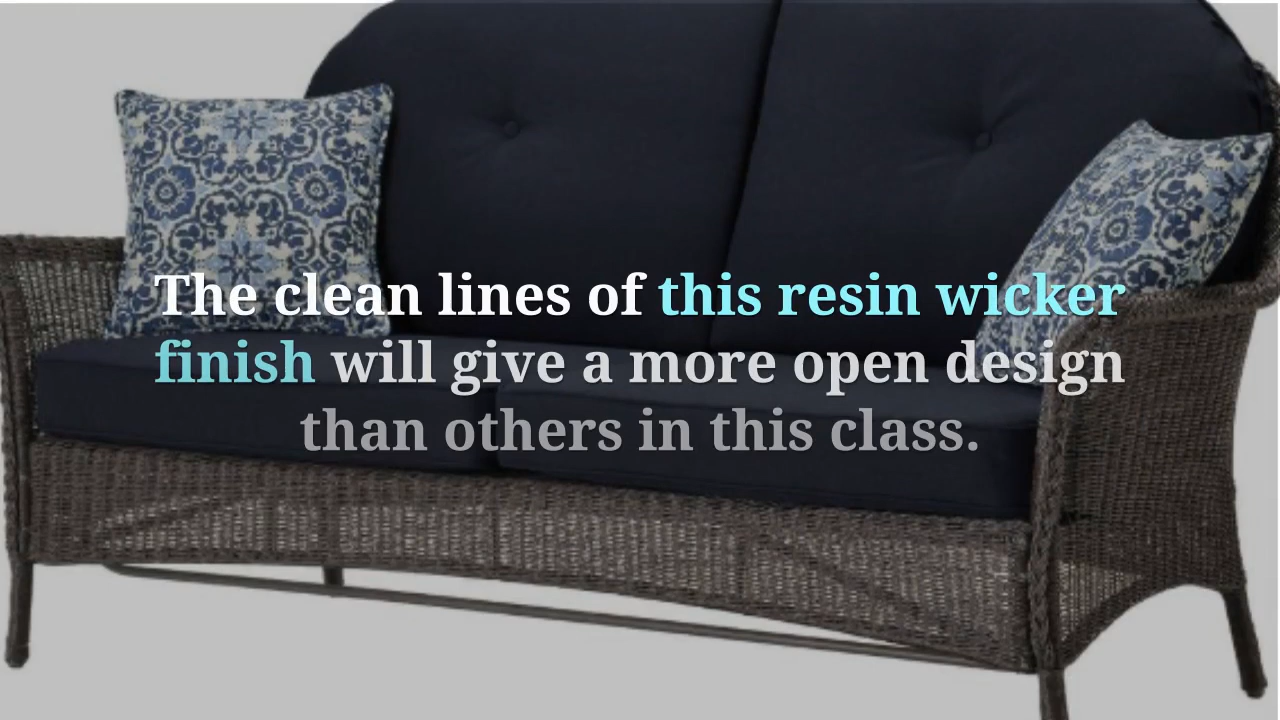 The clean lines of this resin wicker
finish will give a more open design
than others in this class.